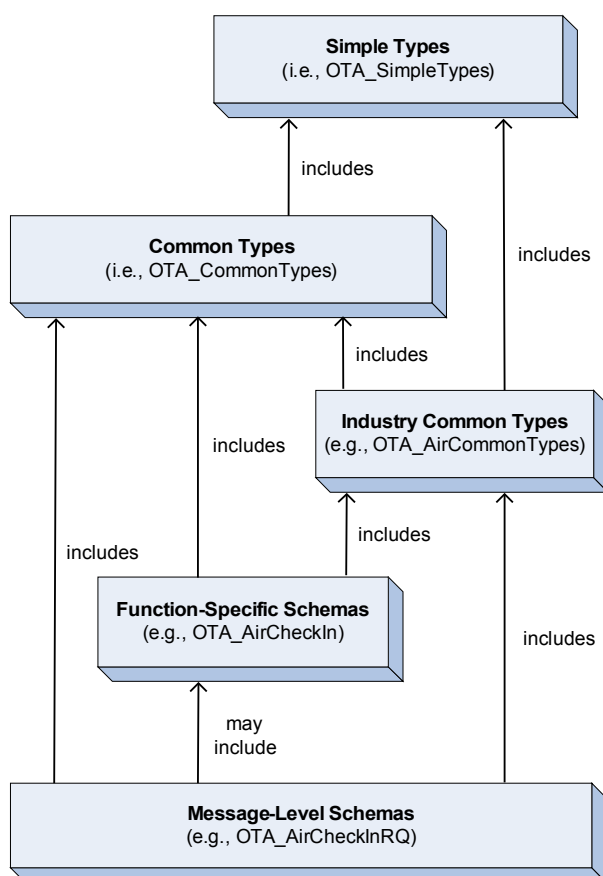 Simple Types
(i.e., OTA_SimpleTypes)
includes
Common Types
(i.e., OTA_CommonTypes)
includes
includes
Industry Common Types
(e.g., OTA_AirCommonTypes)
includes
includes
includes
Function-Specific Schemas
(e.g., OTA_AirCheckIn)
includes
may
include
Message-Level Schemas
(e.g., OTA_AirCheckInRQ)